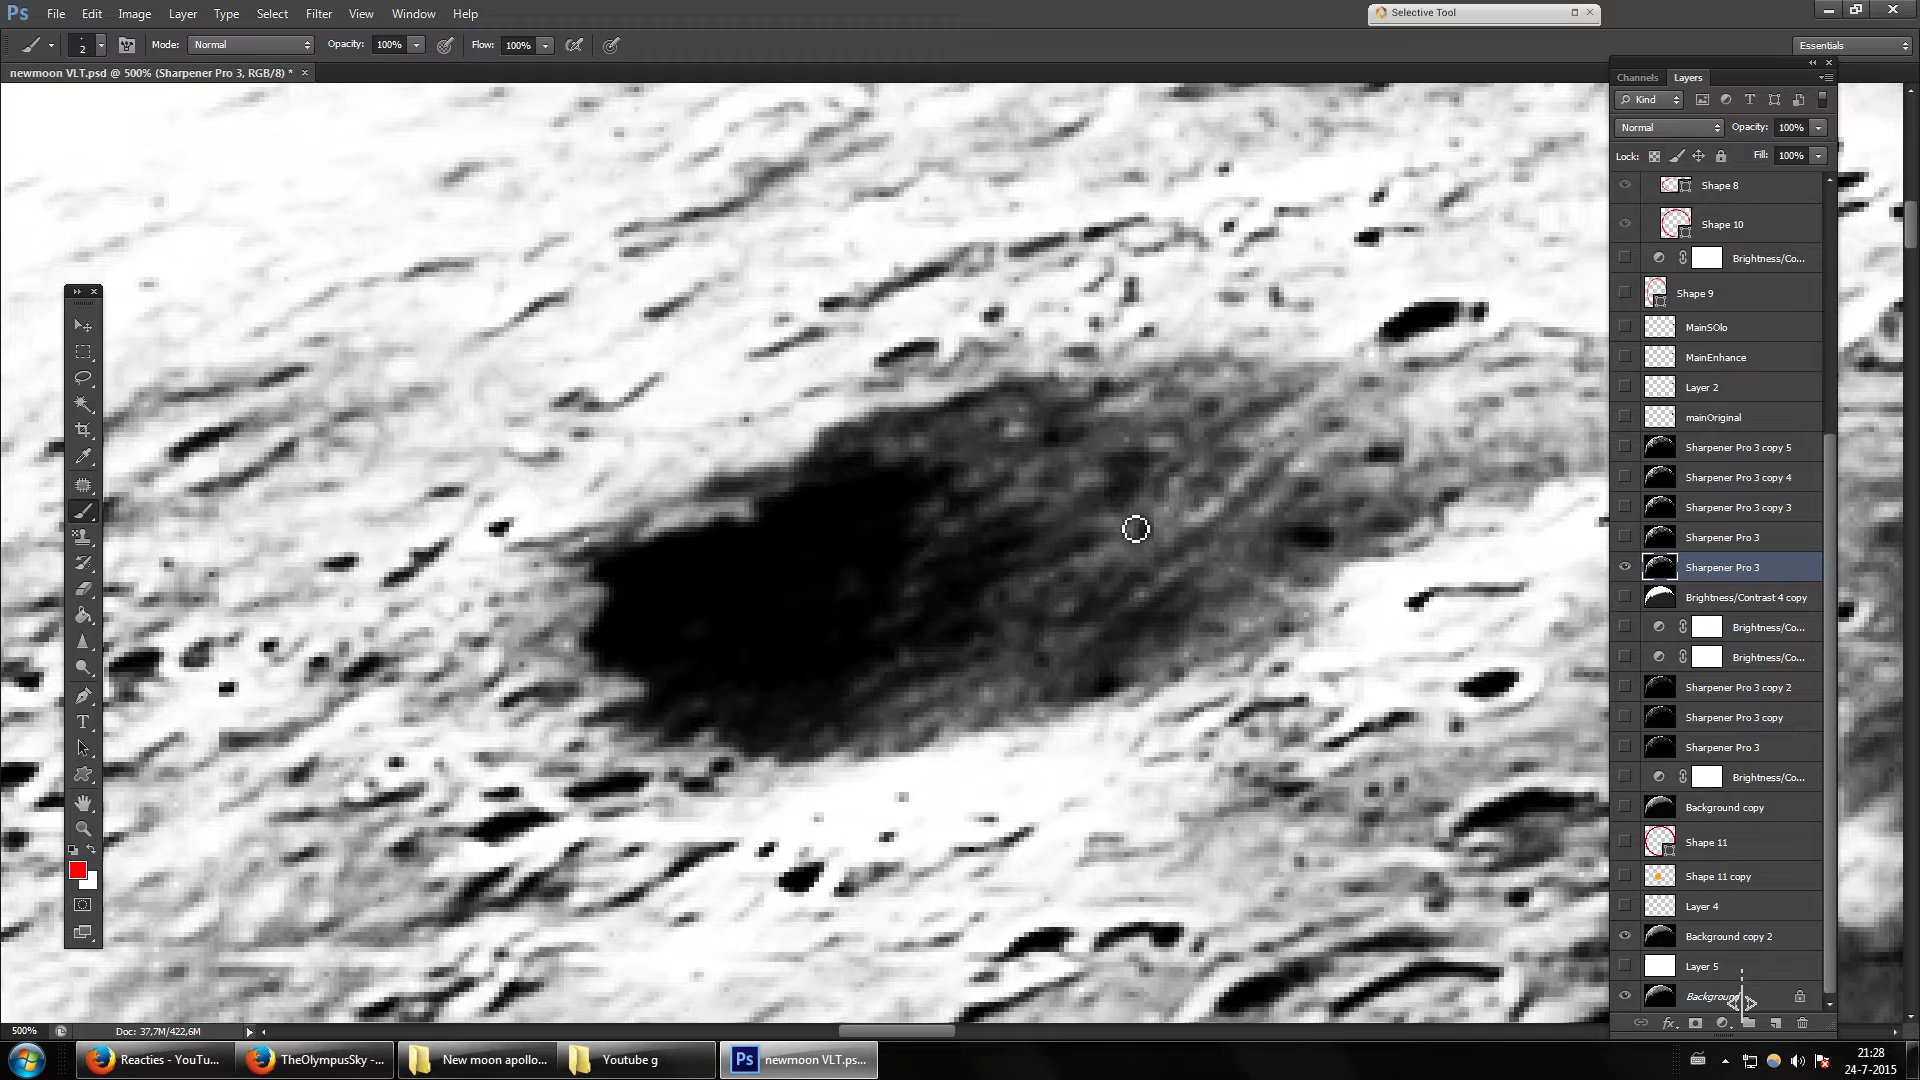 Ps File Edit Image Layer Type Select Filter View Window Help
Selective Tool
2 Mode: Normal Opacity: 100% Flow: 100% Essentials
newmoon VLT.psd @ 500% (Sharpener Pro 3, RGB/8) *
Channels Layers
Kind
Normal Opacity: 100%
Lock: Fill: 100%
Shape 8
Shape 10
Brightness/Co...
Shape 9
MainSOlo
MainEnhance
Layer 2
mainOriginal
Sharpener Pro 3 copy 5
Sharpener Pro 3 copy 4
Sharpener Pro 3 copy 3
Sharpener Pro 3
Sharpener Pro 3
Brightness/Contrast 4 copy
Brightness/Co...
Brightness/Co...
Sharpener Pro 3 copy 2
Sharpener Pro 3 copy
Sharpener Pro 3
Brightness/Co...
Background copy
Shape 11
Shape 11 copy
Layer 4
Background copy 2
Layer 5
Background
500% Doc: 37,7M/422,6M
Reacties - YouTu... TheOlympusSky -... New moon apollo... Youtube g Ps newmoon VLT.ps...
21:28
24-7-2015